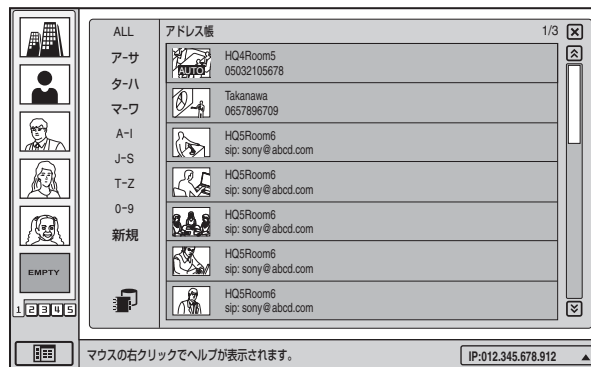 ALL
ア-サ
タ-ハ
マ-ワ
A-I
J-S
T-Z
0-9
新規
EMPTY
1 2 3 4 5
アドレス帳
1/3
AUTO
HQ4Room5
05032105678
Takanawa
0657896709
HQ5Room6
sip: sony@abcd.com
HQ5Room6
sip: sony@abcd.com
HQ5Room6
sip: sony@abcd.com
HQ5Room6
sip: sony@abcd.com
HQ5Room6
sip: sony@abcd.com
マウスの右クリックでヘルプが表示されます。
IP:012.345.678.912